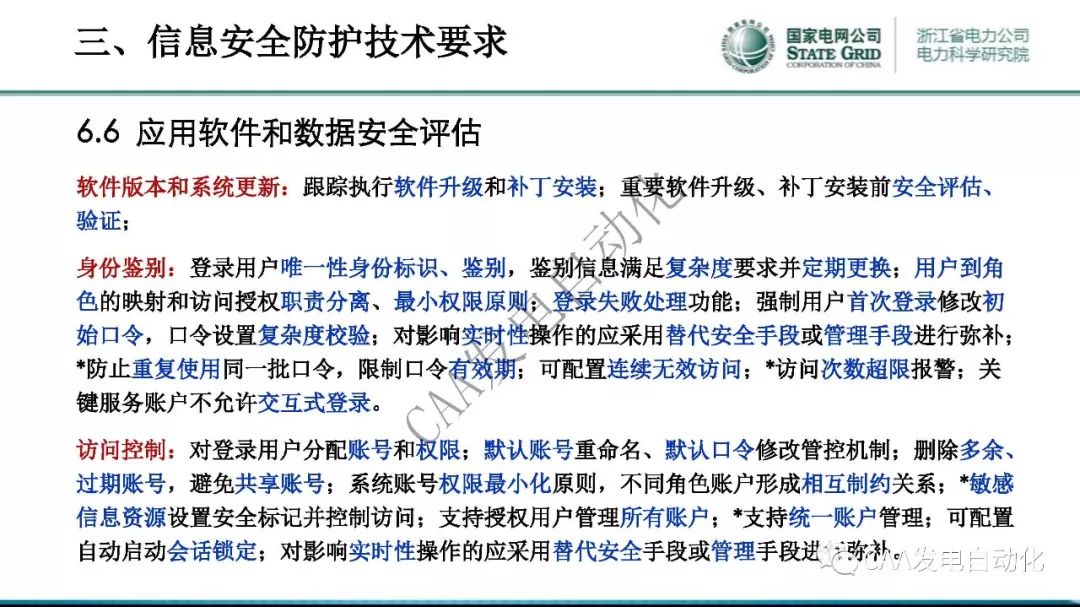 三、信息安全防护技术要求
国家电网公司
STATE GRID
CORPORATION OF CHINA
浙江省电力公司
电力科学研究院
6.6 应用软件和数据安全评估
软件版本和系统更新：跟踪执行软件升级和补丁安装；重要软件升级、补丁安装前安全评估、
验证；
身份鉴别：登录用户唯一性身份标识、鉴别，鉴别信息满足复杂度要求并定期更换；用户到角
色的映射和访问授权职责分离、最小权限原则；登录失败处理功能；强制用户首次登录修改初
始口令，口令设置复杂度校验；对影响实时性操作的应采用替代安全手段或管理手段进行弥补；
*防止重复使用同一批口令，限制口令有效期；可配置连续无效访问；*访问次数超限报警；关
键服务账户不允许交互式登录。
访问控制：对登录用户分配账号和权限；默认账号重命名、默认口令修改管控机制；删除多余、
过期账号，避免共享账号；系统账号权限最小化原则，不同角色账户形成相互制约关系；*敏感
信息资源设置安全标记并控制访问；支持授权用户管理所有账户；*支持统一账户管理；可配置
自动启动会话锁定；对影响实时性操作的应采用替代安全手段或管理手段进行弥补。
CAA发电自动化
CAA发电自动化